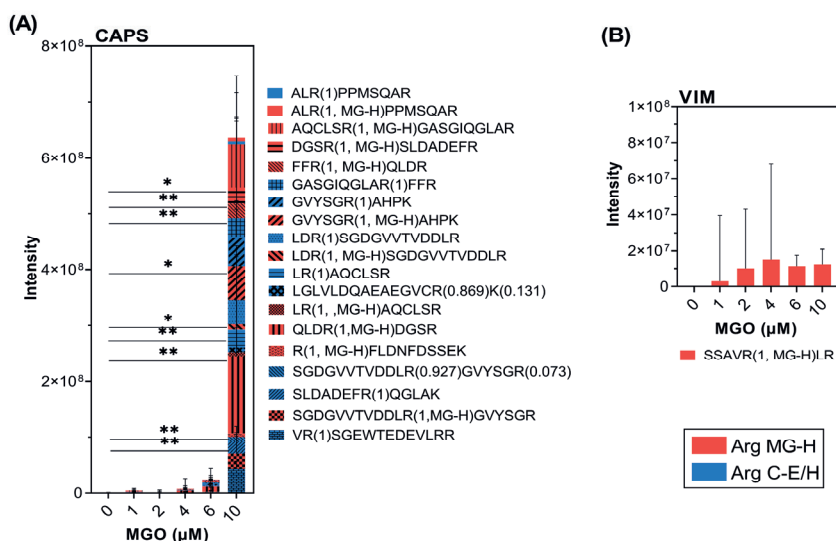 (A)
CAPS
8×10⁸
6×10⁸
4×10⁸
2×10⁸
0
Intensity
*
**
**
*
*
**
**
**
**
0
1
2
4
6
10
MGO (µM)
ALR(1)PPMSQAR
ALR(1, MG-H)PPMSQAR
AQCLSR(1, MG-H)GASGIQGLAR
DGSR(1, MG-H)SLDADEFR
FFR(1, MG-H)QLDR
GASGIQGLAR(1)FFR
GVYSGR(1)AHPK
GVYSGR(1, MG-H)AHPK
LDR(1)SGDGVVTVDDLR
LDR(1, MG-H)SGDGVVTVDDLR
LR(1)AQCLSR
LGLVLDQAEAEGVCR(0.869)K(0.131)
LR(1, ,MG-H)AQCLSR
QLDR(1,MG-H)DGSR
R(1, MG-H)FLDNFDSSEK
SGDGVVTVDDLR(0.927)GVYSGR(0.073)
SLDADEFR(1)QGLAK
SGDGVVTVDDLR(1,MG-H)GVYSGR
VR(1)SGEWTEDEVLRR
(B)
VIM
1×10⁸
8×10⁷
6×10⁷
4×10⁷
2×10⁷
0
Intensity
0
1
2
4
6
10
MGO (µM)
SSAVR(1, MG-H)LR
Arg MG-H
Arg C-E/H